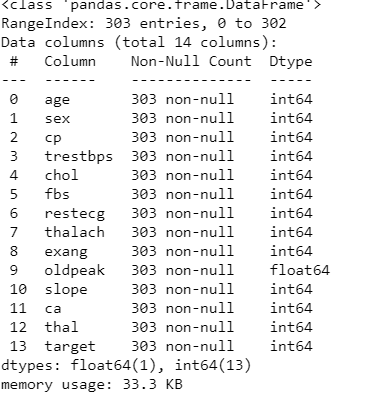 <class 'pandas.core.frame.DataFrame'>
RangeIndex: 303 entries, 0 to 302
Data columns (total 14 columns):
 #   Column    Non-Null Count  Dtype
---  ------    --------------  -----
 0   age       303 non-null    int64
 1   sex       303 non-null    int64
 2   cp        303 non-null    int64
 3   trestbps  303 non-null    int64
 4   chol      303 non-null    int64
 5   fbs       303 non-null    int64
 6   restecg   303 non-null    int64
 7   thalach   303 non-null    int64
 8   exang     303 non-null    int64
 9   oldpeak   303 non-null    float64
 10  slope     303 non-null    int64
 11  ca        303 non-null    int64
 12  thal      303 non-null    int64
 13  target    303 non-null    int64
dtypes: float64(1), int64(13)
memory usage: 33.3 KB